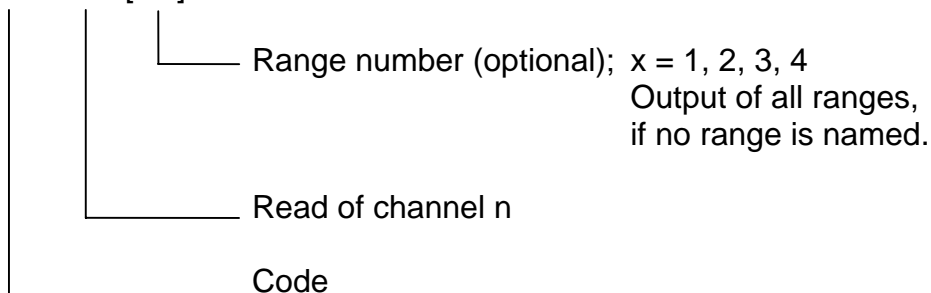 Range number (optional); x = 1, 2, 3, 4
Output of all ranges,
if no range is named.
Read of channel n
Code